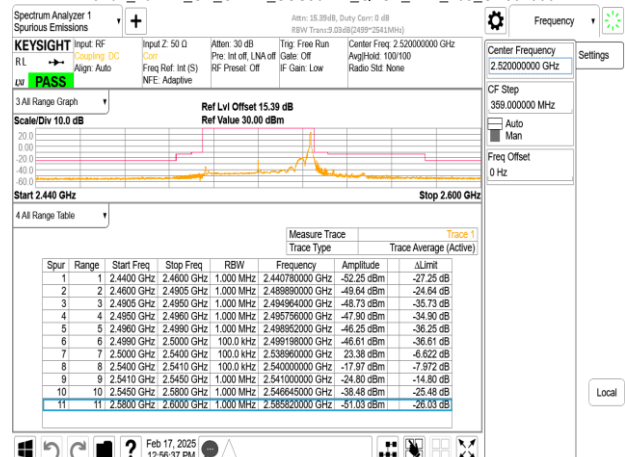 Spectrum Analyzer 1
Spurious Emissions
Attn: 15.39dB, Duty Corr: 0 dB
RBW Trans:9.03dB(2499~2541MHz)
Frequency
KEYSIGHT
Input: RF
Input Z: 50 Ω
Atten: 30 dB
Trig: Free Run
Center Freq: 2.520000000 GHz
RL
Coupling: DC
Corr
Pre: Int off, LNA off
Gate: Off
Avg|Hold: 100/100
Align: Auto
Freq Ref: Int (S)
RF Presel: Off
IF Gain: Low
Radio Std: None
LXI
PASS
NFE: Adaptive
Center Frequency
2.520000000 GHz
Settings
CF Step
359.000000 MHz
Auto
Man
Freq Offset
0 Hz
3 All Range Graph
Scale/Div 10.0 dB
Ref Lvl Offset 15.39 dB
Ref Value 30.00 dBm
20.0
0.00
-20.0
-40.0
-60.0
Start 2.440 GHz
Stop 2.600 GHz
4 All Range Table
Measure Trace Trace 1
Trace Type Trace Average (Active)
Spur Range Start Freq Stop Freq RBW Frequency Amplitude ΔLimit
1 1 2.4400 GHz 2.4600 GHz 1.000 MHz 2.440780000 GHz -52.25 dBm -27.25 dB
2 2 2.4600 GHz 2.4905 GHz 1.000 MHz 2.489890000 GHz -49.64 dBm -24.64 dB
3 3 2.4905 GHz 2.4950 GHz 1.000 MHz 2.494964000 GHz -48.73 dBm -35.73 dB
4 4 2.4950 GHz 2.4960 GHz 1.000 MHz 2.495756000 GHz -47.90 dBm -34.90 dB
5 5 2.4960 GHz 2.4990 GHz 1.000 MHz 2.498952000 GHz -46.25 dBm -36.25 dB
6 6 2.4990 GHz 2.5000 GHz 100.0 kHz 2.499198000 GHz -46.61 dBm -36.61 dB
7 7 2.5000 GHz 2.5400 GHz 100.0 kHz 2.538960000 GHz 23.38 dBm -6.622 dB
8 8 2.5400 GHz 2.5410 GHz 100.0 kHz 2.540000000 GHz -17.97 dBm -7.972 dB
9 9 2.5410 GHz 2.5450 GHz 1.000 MHz 2.541000000 GHz -24.80 dBm -14.80 dB
10 10 2.5450 GHz 2.5800 GHz 1.000 MHz 2.546645000 GHz -38.48 dBm -25.48 dB
11 11 2.5800 GHz 2.6000 GHz 1.000 MHz 2.585820000 GHz -51.03 dBm -26.03 dB
Local
Feb 17, 2025
12:56:37 PM